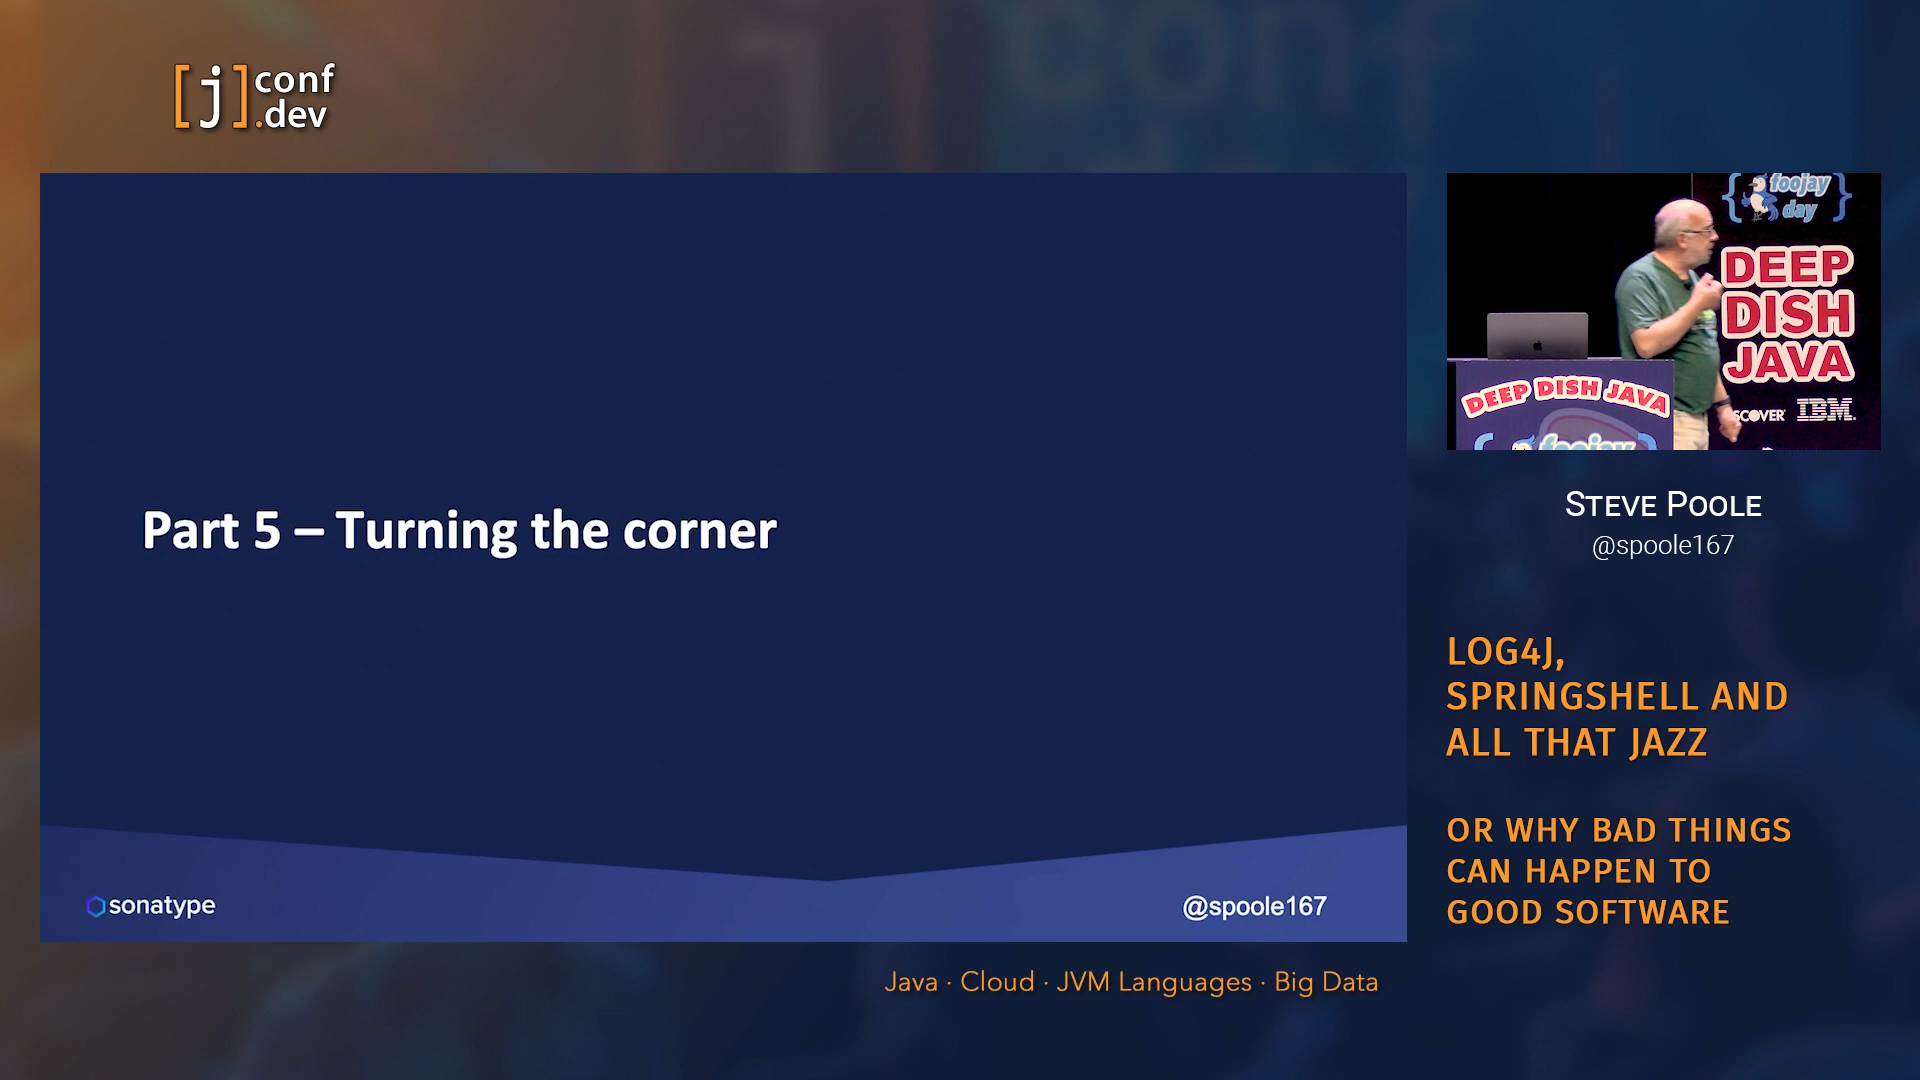 [j] conf
.dev
Part 5 – Turning the corner
sonatype
@spoole167
{ foojay
day }
DEEP
DISH
JAVA
SCOVER IBM.
DEEP DISH JAVA
{ foojay }
STEVE POOLE
@spoole167
LOG4J,
SPRINGSHELL AND
ALL THAT JAZZ
OR WHY BAD THINGS
CAN HAPPEN TO
GOOD SOFTWARE
Java · Cloud · JVM Languages · Big Data